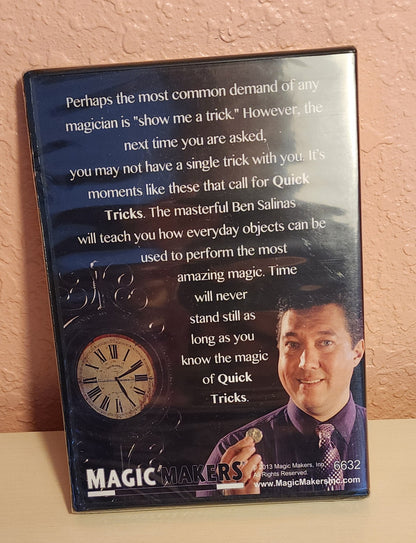 Perhaps the most common demand of any
magician is "show me a trick." However, the
next time you are asked,
you may not have a single trick with you. It's
moments like these that call for Quick
Tricks. The masterful Ben Salinas
will teach you how everyday objects can be
used to perform the most
amazing magic. Time
will never
stand still as
long as you
know the magic
of Quick
Tricks.
MAGIC MAKERS
© 2013 Magic Makers, Inc. 6632
All Rights Reserved.
www.MagicMakersInc.com